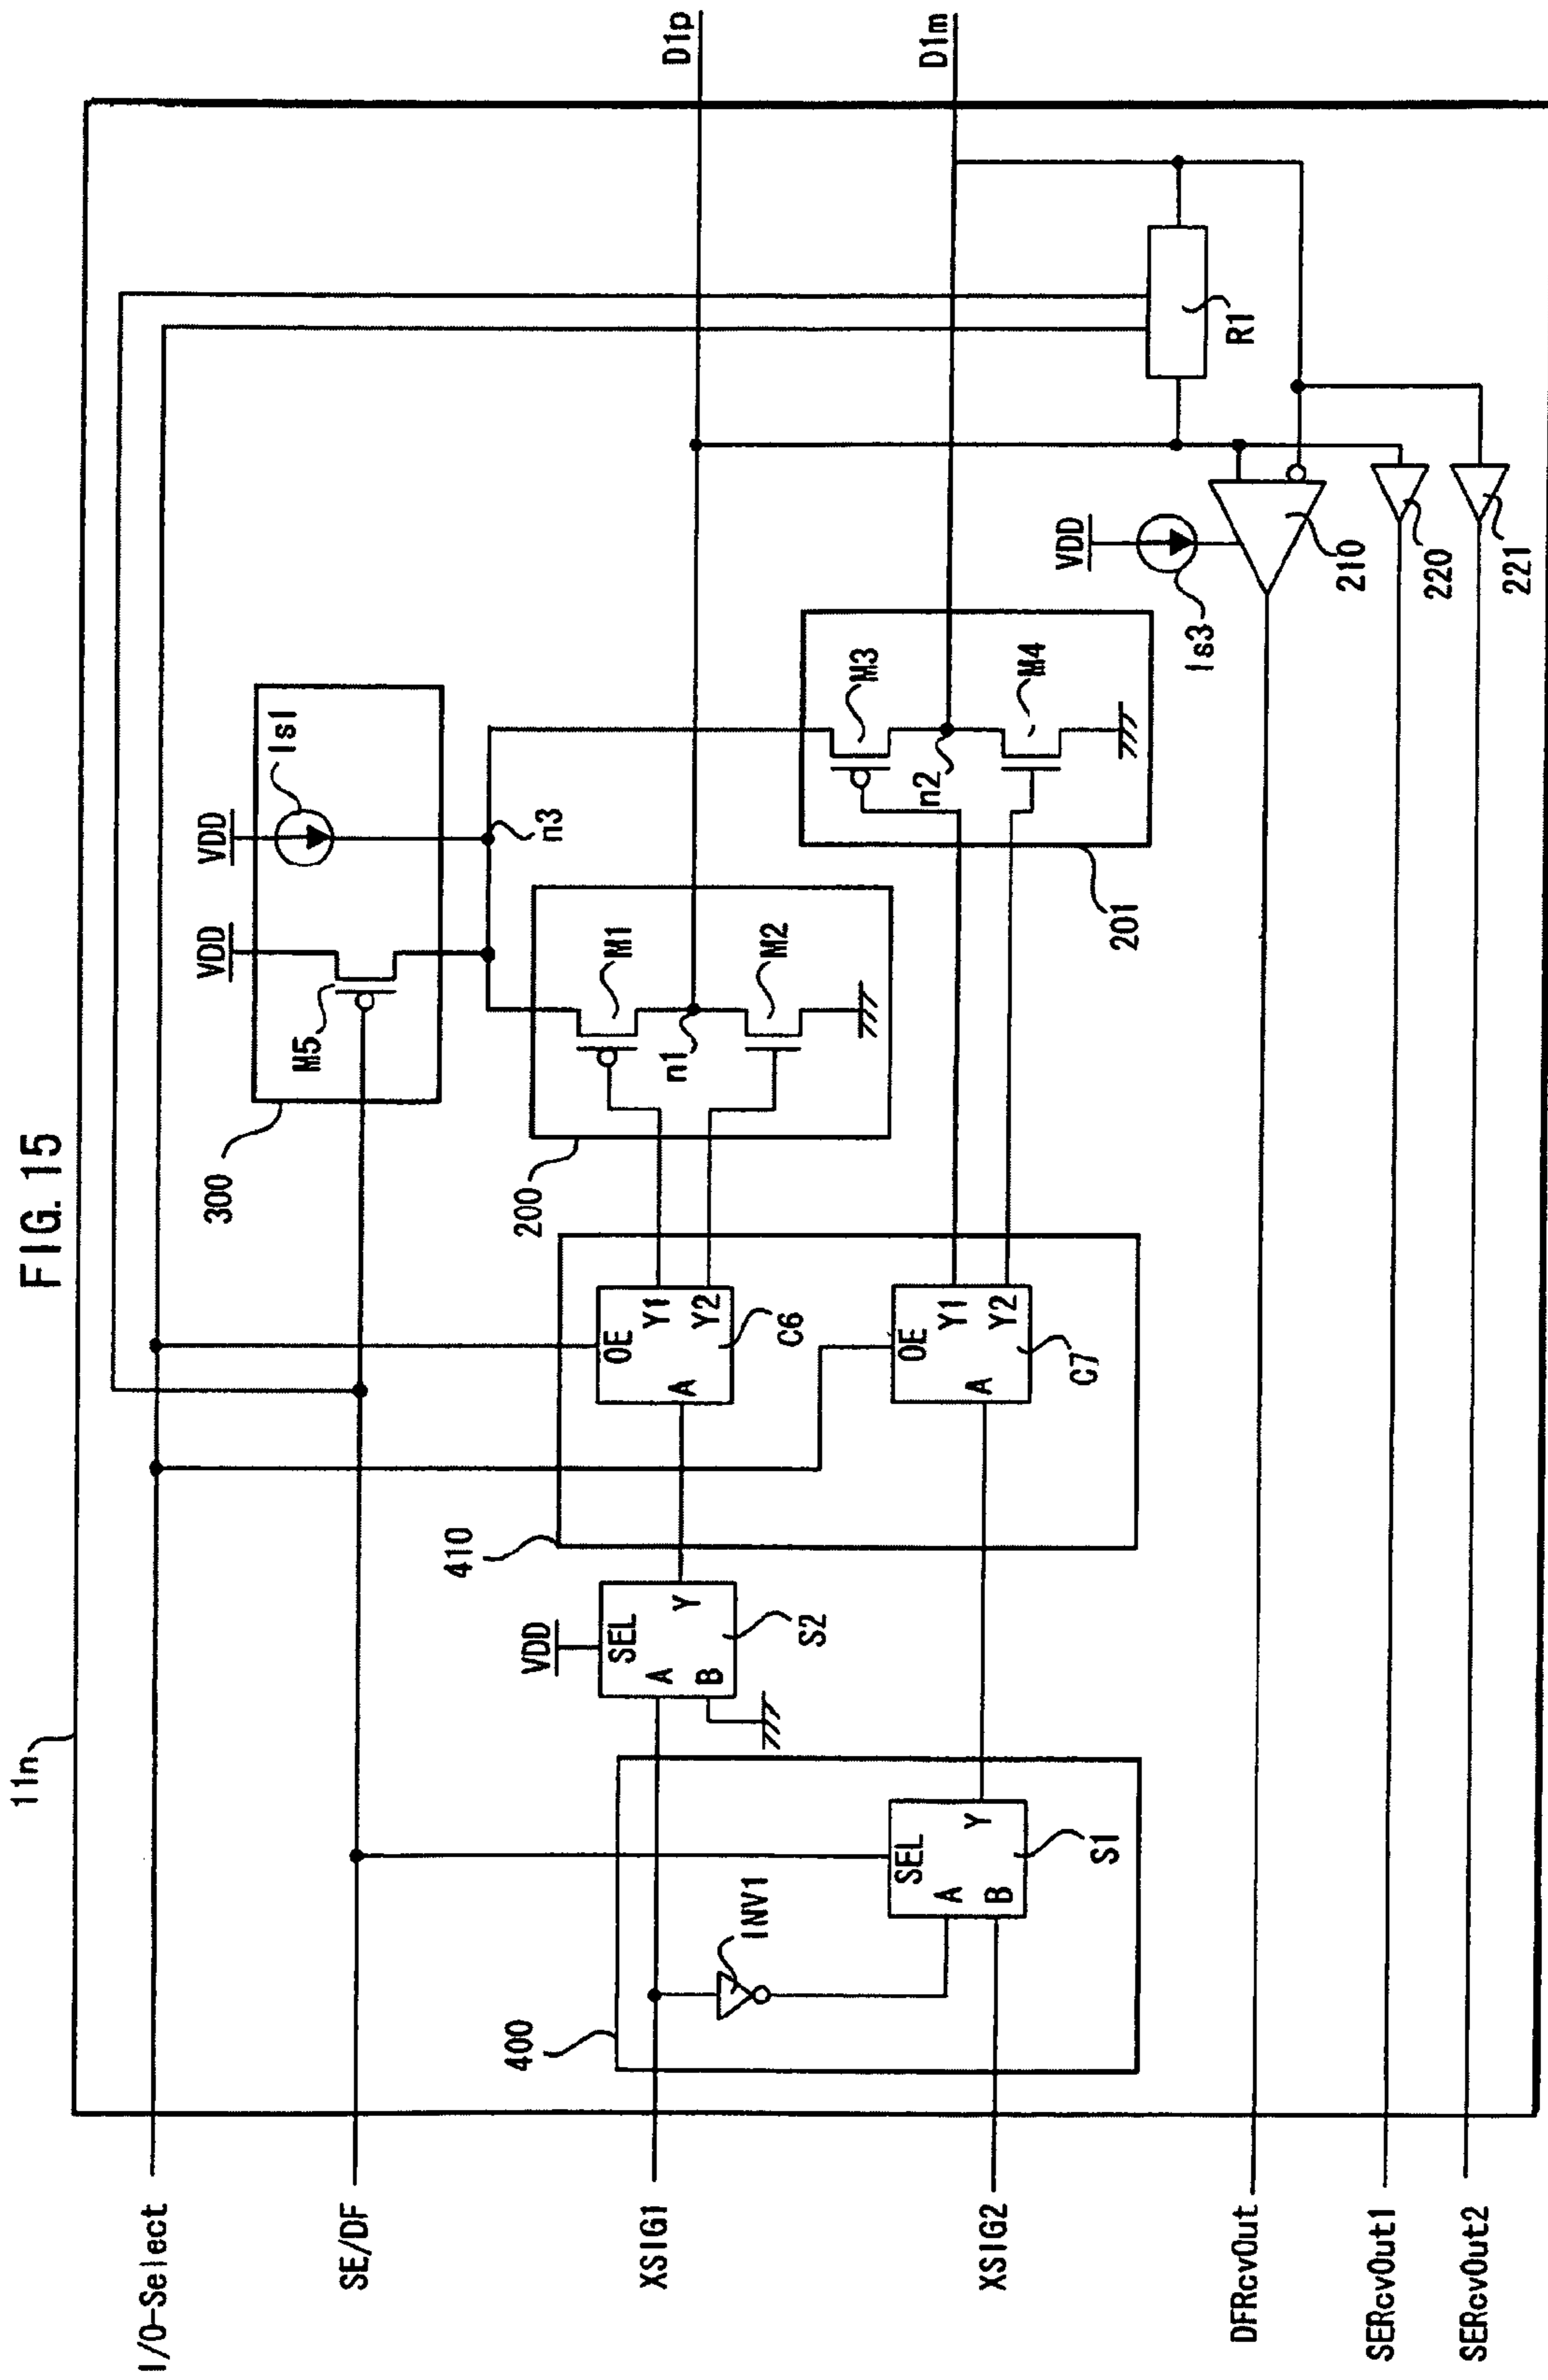 FIG. 15
11n
I/O-Select
SE/DF
XSIG1
XSIG2
DFRcvOut
SERcvOut1
SERcvOut2
400
INV1
SEL
A
B
Y
S1
VDD
SEL
A
B
Y
S2
410
OE
A
Y1
Y2
C6
OE
A
Y1
Y2
C7
300
VDD
M5
VDD
Is1
n3
200
M1
n1
M2
201
M3
n2
M4
VDD
Is3
210
220
221
R1
D1p
D1m